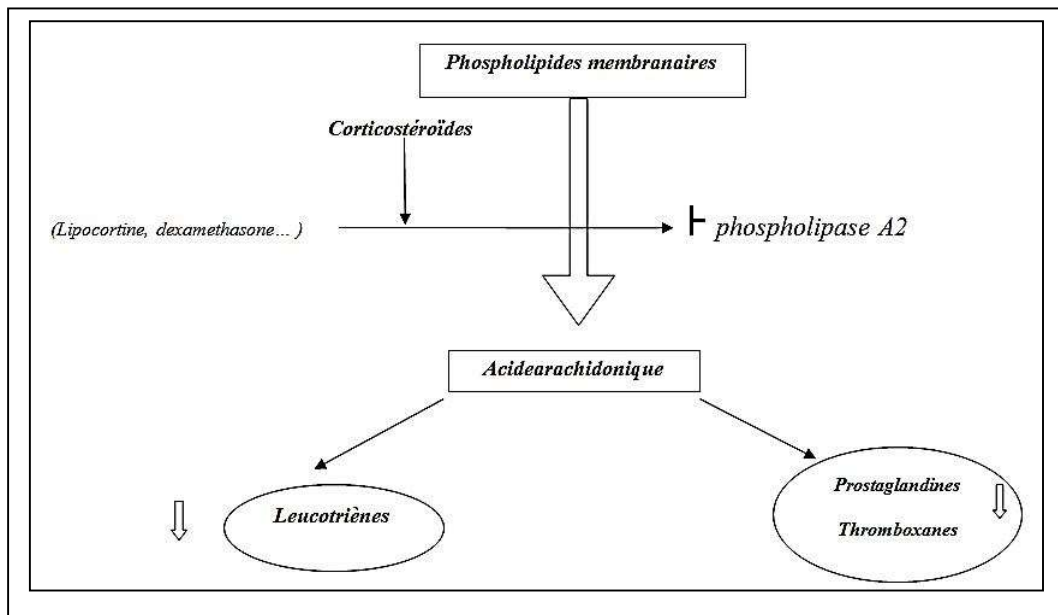 Phospholipides membranaires
Corticostéroïdes
(Lipocortine, dexamethasone… )
phospholipase A2
Acidearachidonique
Leucotriènes
Prostaglandines
Thromboxanes